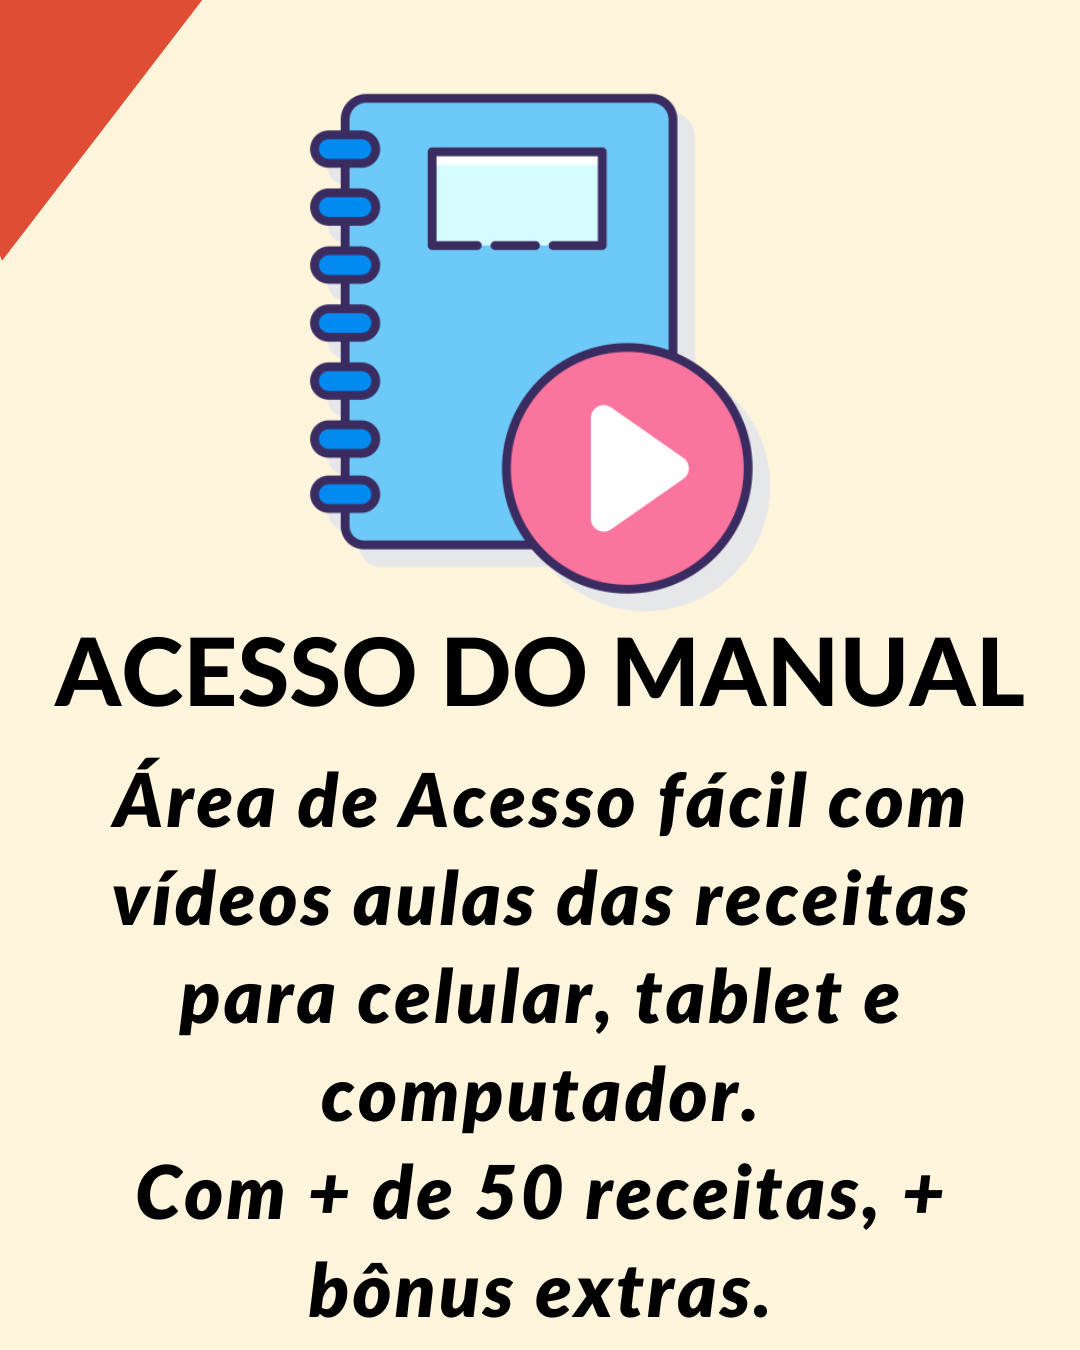 ACESSO DO MANUAL
Área de Acesso fácil com
vídeos aulas das receitas
para celular, tablet e
computador.
Com + de 50 receitas, +
bônus extras.